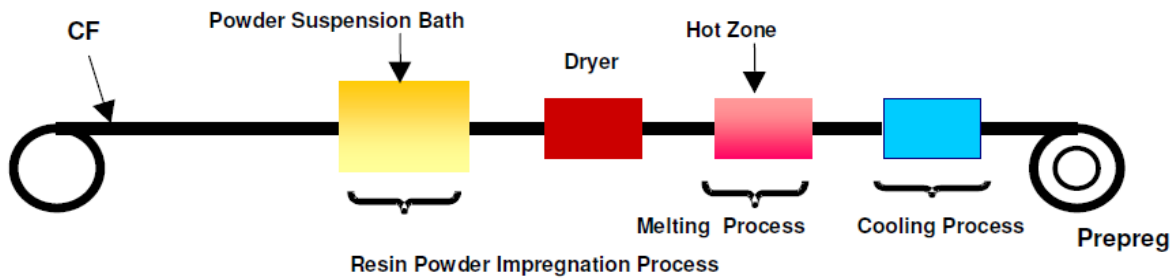 Powder Suspension Bath
CF
Hot Zone
Dryer
Melting Process
Cooling Process
Prepreg
Resin Powder Impregnation Process